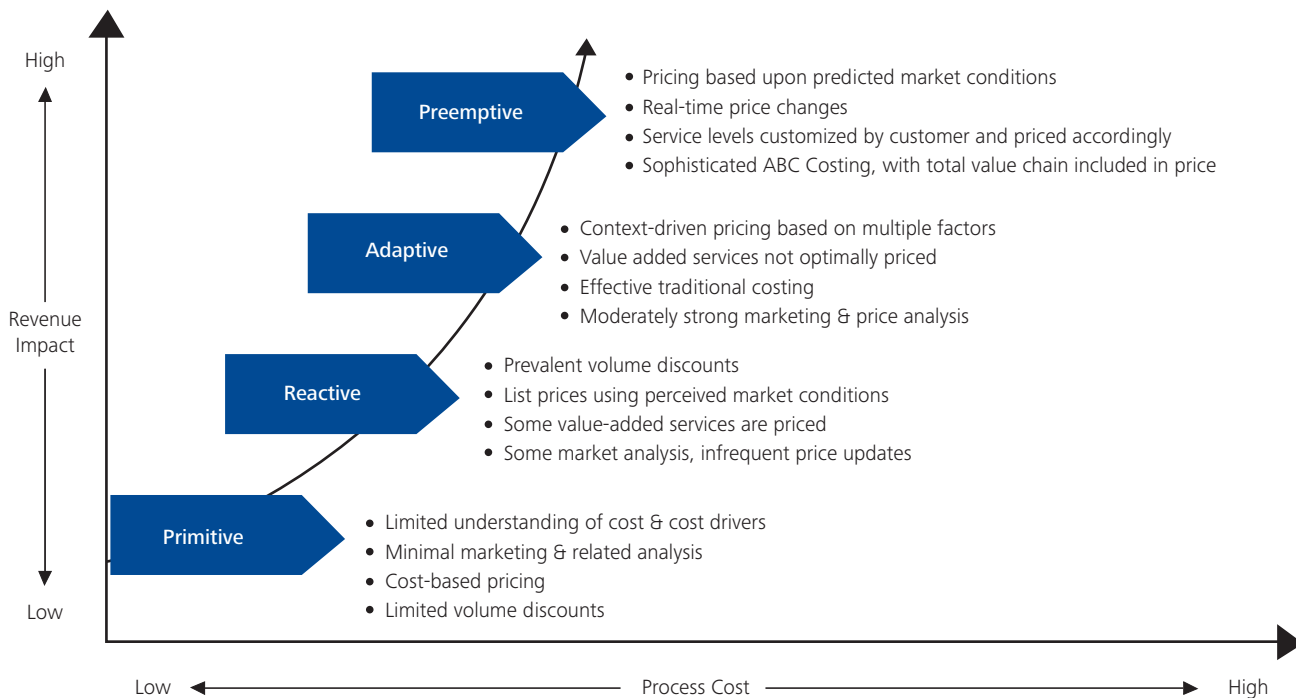 High
Revenue
Impact
Low
Preemptive
• Pricing based upon predicted market conditions
• Real-time price changes
• Service levels customized by customer and priced accordingly
• Sophisticated ABC Costing, with total value chain included in price
Adaptive
• Context-driven pricing based on multiple factors
• Value added services not optimally priced
• Effective traditional costing
• Moderately strong marketing & price analysis
Reactive
• Prevalent volume discounts
• List prices using perceived market conditions
• Some value-added services are priced
• Some market analysis, infrequent price updates
Primitive
• Limited understanding of cost & cost drivers
• Minimal marketing & related analysis
• Cost-based pricing
• Limited volume discounts
Low Process Cost High